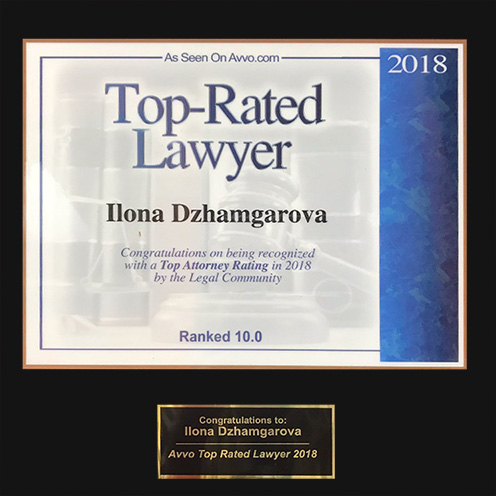 As Seen On Avvo.com
2018
Top-Rated
Lawyer
Ilona Dzhamgarova
Congratulations on being recognized
with a Top Attorney Rating in 2018
by the Legal Community
Ranked 10.0
Congratulations to:
Ilona Dzhamgarova
Avvo Top Rated Lawyer 2018